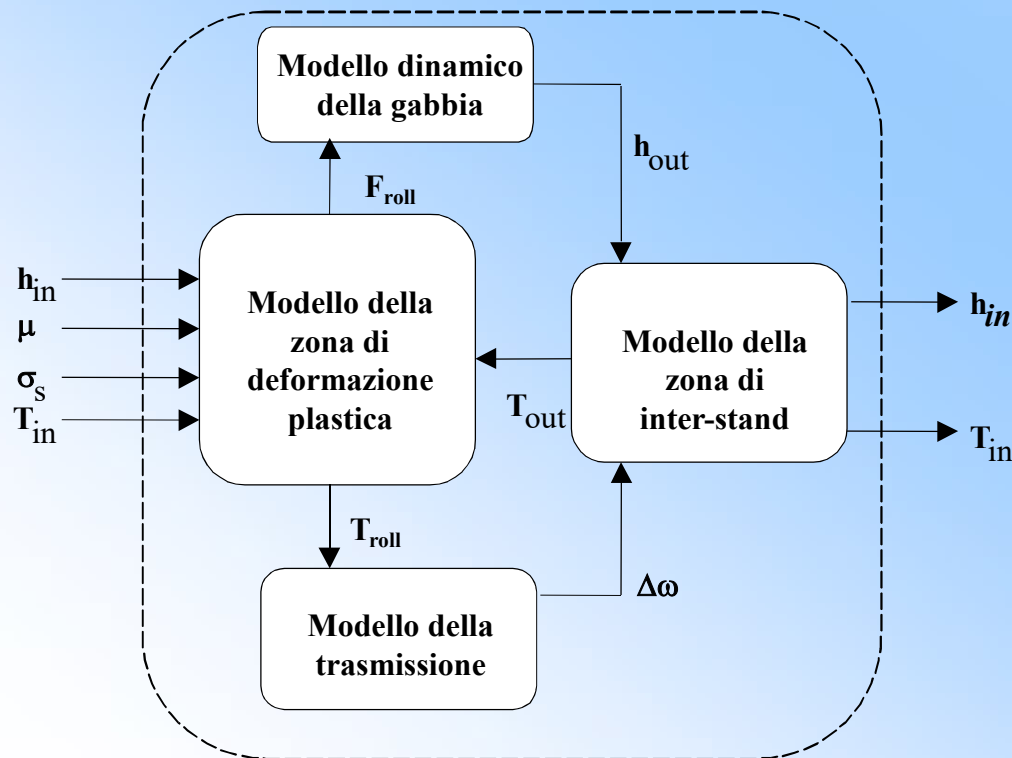 Modello dinamico
della gabbia
h_out
F_roll
h_in
μ
σ_s
T_in
Modello della
zona di
deformazione
plastica
T_out
Modello della
zona di
inter-stand
h_in
T_in
T_roll
Δω
Modello della
trasmissione